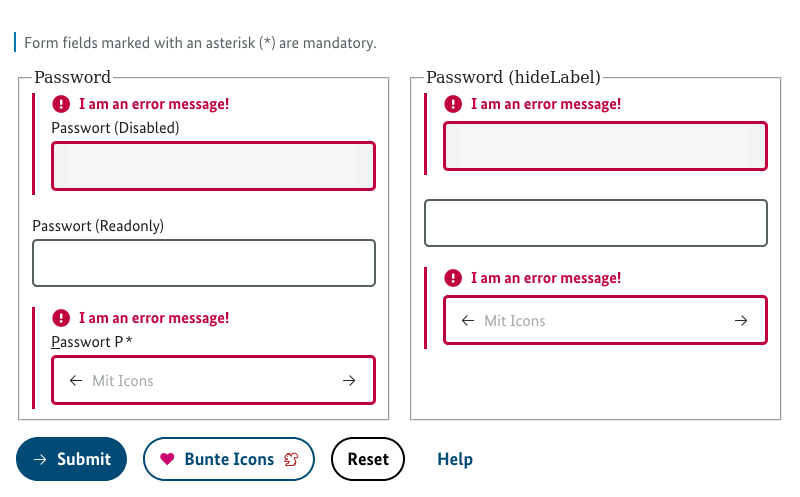 Form fields marked with an asterisk (*) are mandatory.
Password
I am an error message!
Passwort (Disabled)
Passwort (Readonly)
I am an error message!
Passwort P*
Mit Icons
Password (hideLabel)
I am an error message!
I am an error message!
Mit Icons
Submit
Bunte Icons
Reset
Help